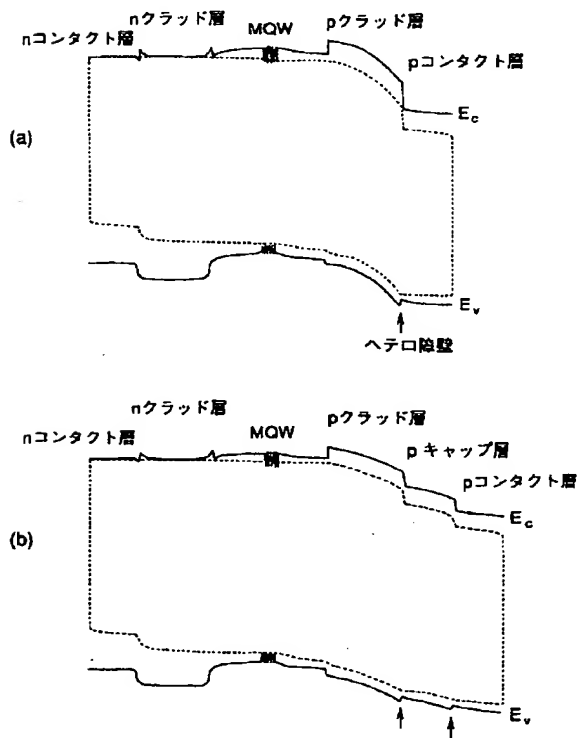 nクラッド層
pクラッド層
MQW
nコンタクト層
pコンタクト層
Ec
(a)
Ev
ヘテロ障壁
nクラッド層
pクラッド層
MQW
nコンタクト層
pキャップ層
pコンタクト層
Ec
(b)
Ev